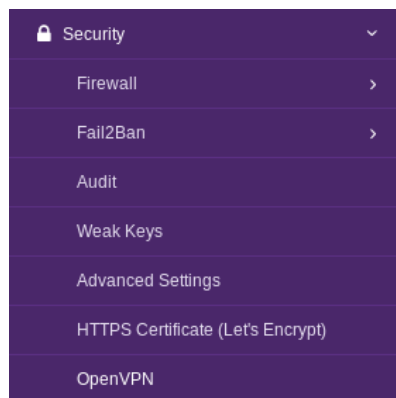 Security
Firewall
Fail2Ban
Audit
Weak Keys
Advanced Settings
HTTPS Certificate (Let's Encrypt)
OpenVPN